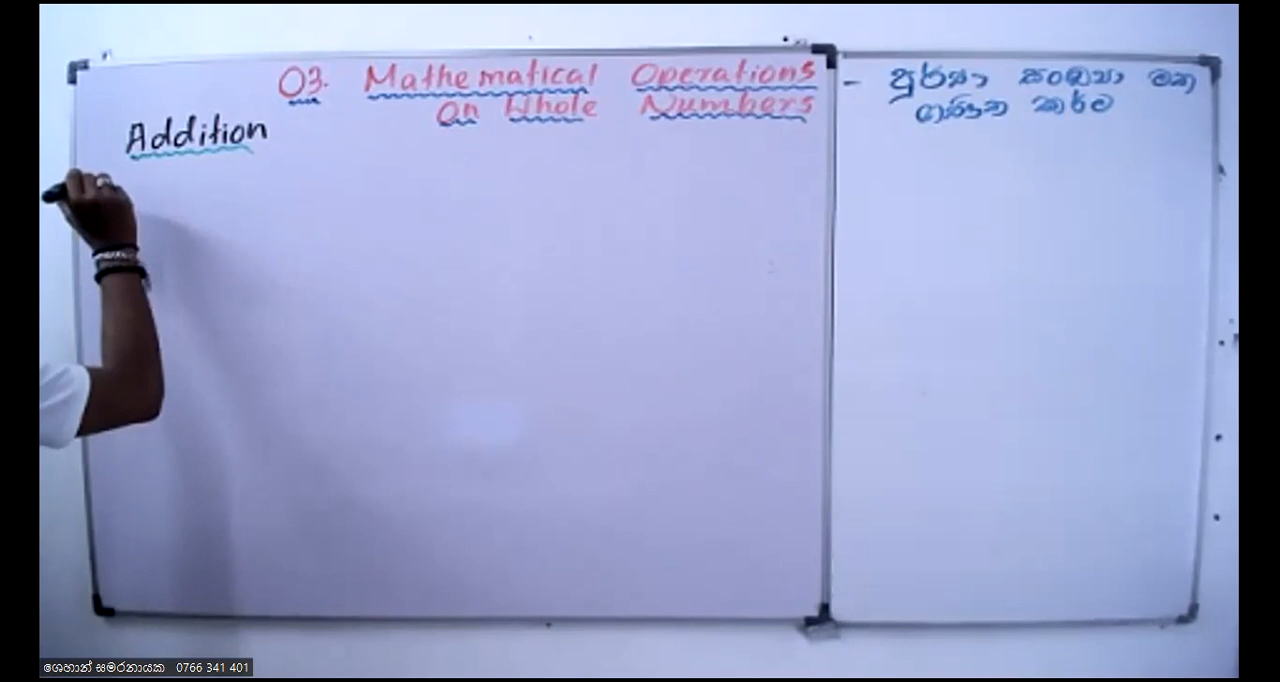 03. Mathematical Operations - පූර්ණ සංඛ්‍යා මත
On Whole Numbers ගණිත කර්ම
Addition
ශෙහාන් සමරනායක 0766 341 401